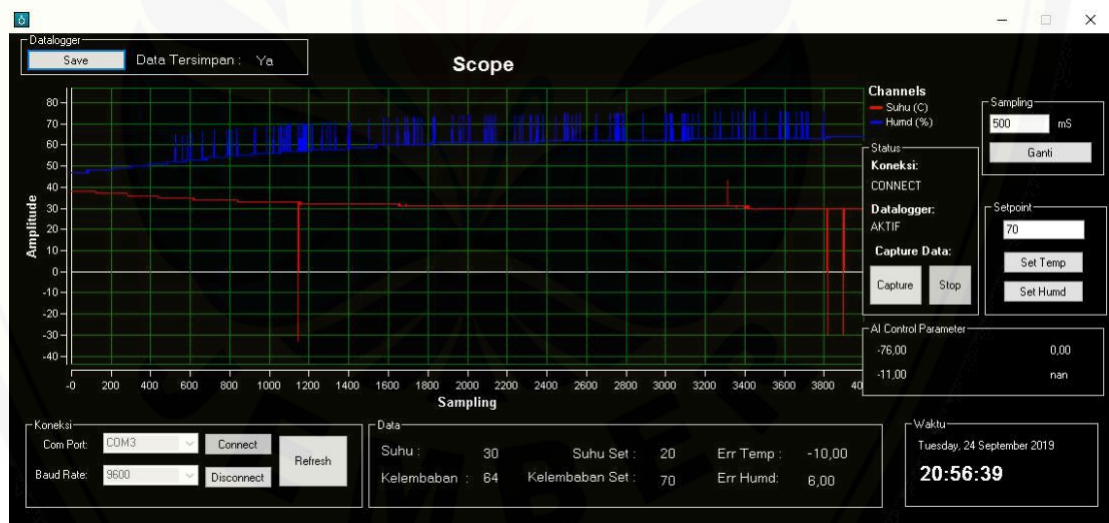 Datalogger
Save Data Tersimpan : Ya
Scope
Channels
Suhu (C)
Humd (%)
Sampling
500 mS
Ganti
80
70
60
50
40
30
20
10
0
-10
-20
-30
-40
Amplitude
-0 200 400 600 800 1000 1200 1400 1600 1800 2000 2200 2400 2600 2800 3000 3200 3400 3600 3800 40
Sampling
Status
Koneksi:
CONNECT
Datalogger:
AKTIF
Capture Data:
Capture Stop
Setpoint
70
Set Temp
Set Humd
AI Control Parameter
-76,00 0,00
-11,00 nan
Koneksi
Com Port: COM3 Connect
Refresh
Baud Rate: 9600 Disconnect
Data
Suhu : 30 Suhu Set : 20 Err Temp : -10,00
Kelembaban : 64 Kelembaban Set : 70 Err Humd: 6,00
Waktu
Tuesday, 24 September 2019
20:56:39